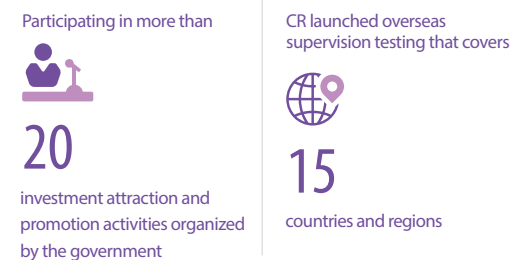 Participating in more than
20
investment attraction and
promotion activities organized
by the government
CR launched overseas
supervision testing that covers
15
countries and regions